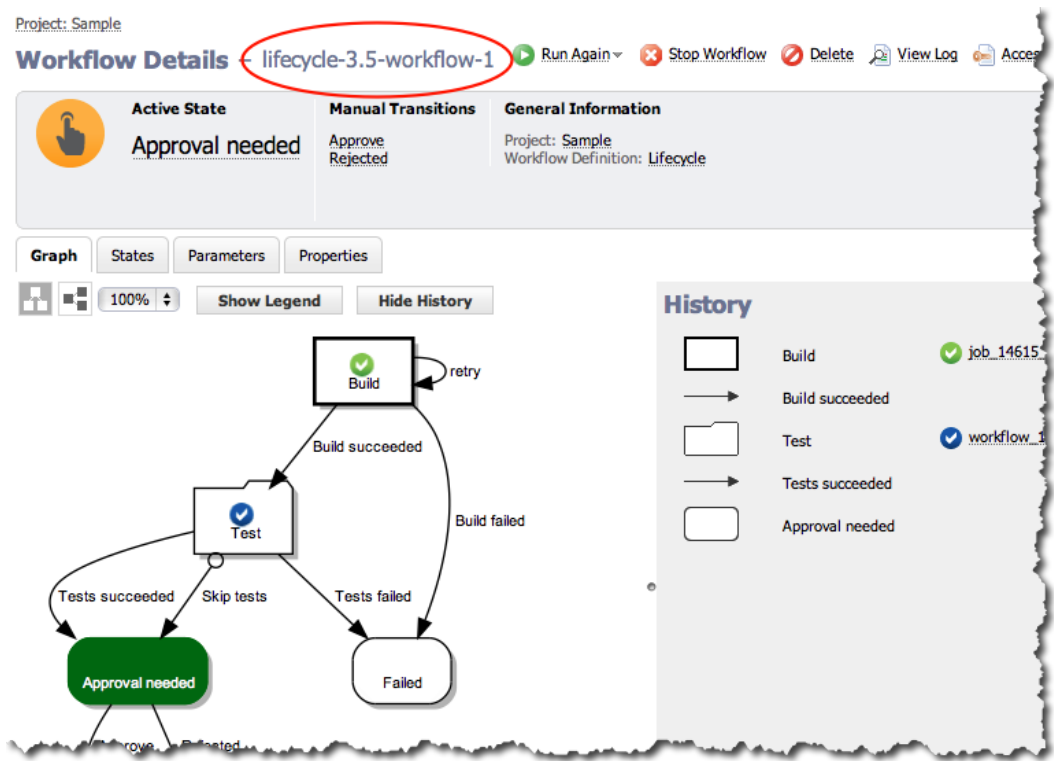 Project: Sample
Workflow Details - lifecycle-3.5-workflow-1
Run Again
Stop Workflow
Delete
View Log
Active State
Manual Transitions
General Information
Approval needed
Approve
Rejected
Project: Sample
Workflow Definition: Lifecycle
Graph
States
Parameters
Properties
100%
Show Legend
Hide History
History
Build
job_14615_
Build succeeded
Test
workflow_1
Tests succeeded
Approval needed
Build
retry
Build succeeded
Build failed
Test
Tests succeeded
Skip tests
Tests failed
Approval needed
Failed
Rejected